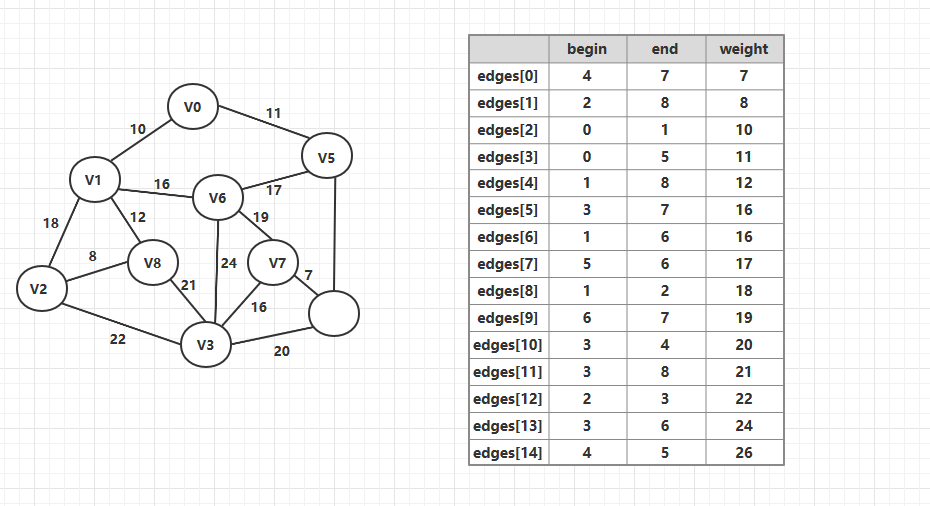 V0
11
10
V5
V1
16
V6
17
18
12
19
8
V8
24
V7
7
V2
21
16
22
V3
20
begin end weight
edges[0] 4 7 7
edges[1] 2 8 8
edges[2] 0 1 10
edges[3] 0 5 11
edges[4] 1 8 12
edges[5] 3 7 16
edges[6] 1 6 16
edges[7] 5 6 17
edges[8] 1 2 18
edges[9] 6 7 19
edges[10] 3 4 20
edges[11] 3 8 21
edges[12] 2 3 22
edges[13] 3 6 24
edges[14] 4 5 26